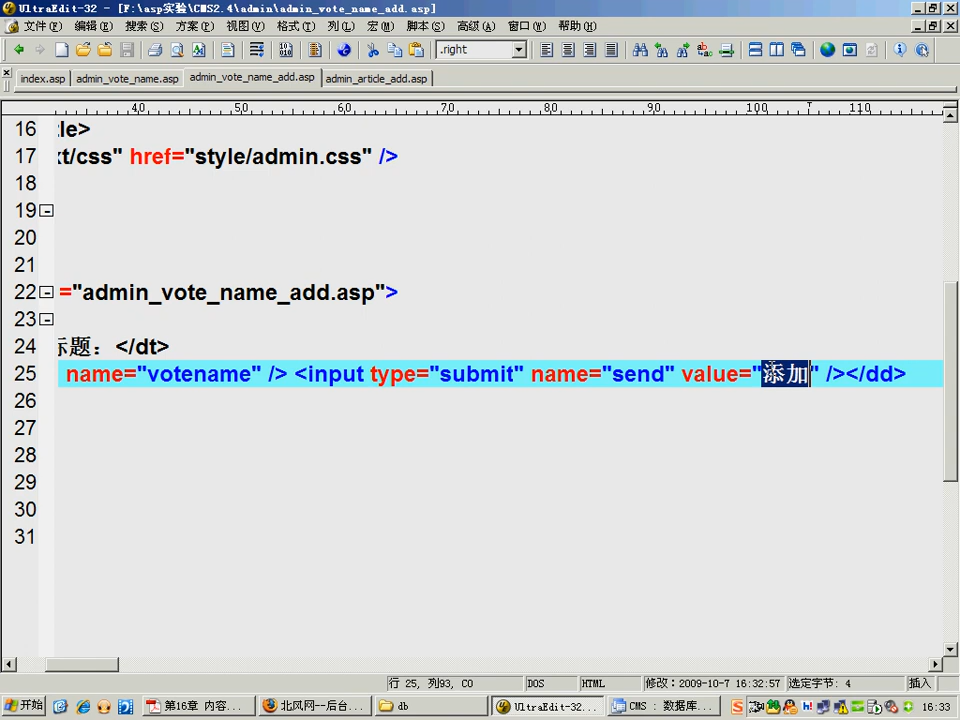 UltraEdit-32 - [F:\asp实验\CMS2.4\admin\admin_vote_name_add.asp]
文件(F) 编辑(E) 搜索(S) 方案(P) 视图(V) 格式(T) 列(L) 宏(M) 脚本(S) 高级(A) 窗口(W) 帮助(H)
.right
index.asp admin_vote_name.asp admin_vote_name_add.asp admin_article_add.asp
40 50 60 70 80 90 100 110
16 tle>
17 xt/css" href="style/admin.css" />
18
19
20
21
22 ="admin_vote_name_add.asp">
23
24 标题：</dt>
25 name="votename" /> <input type="submit" name="send" value="添加" /></dd>
26
27
28
29
30
31
行 25, 列93, C0 DOS HTML 修改：2009-10-7 16:32:57 选定字节：4 插入
开始 第16章 内容... 北风网--后台... db UltraEdit-32... CMS : 数据库... 16:33